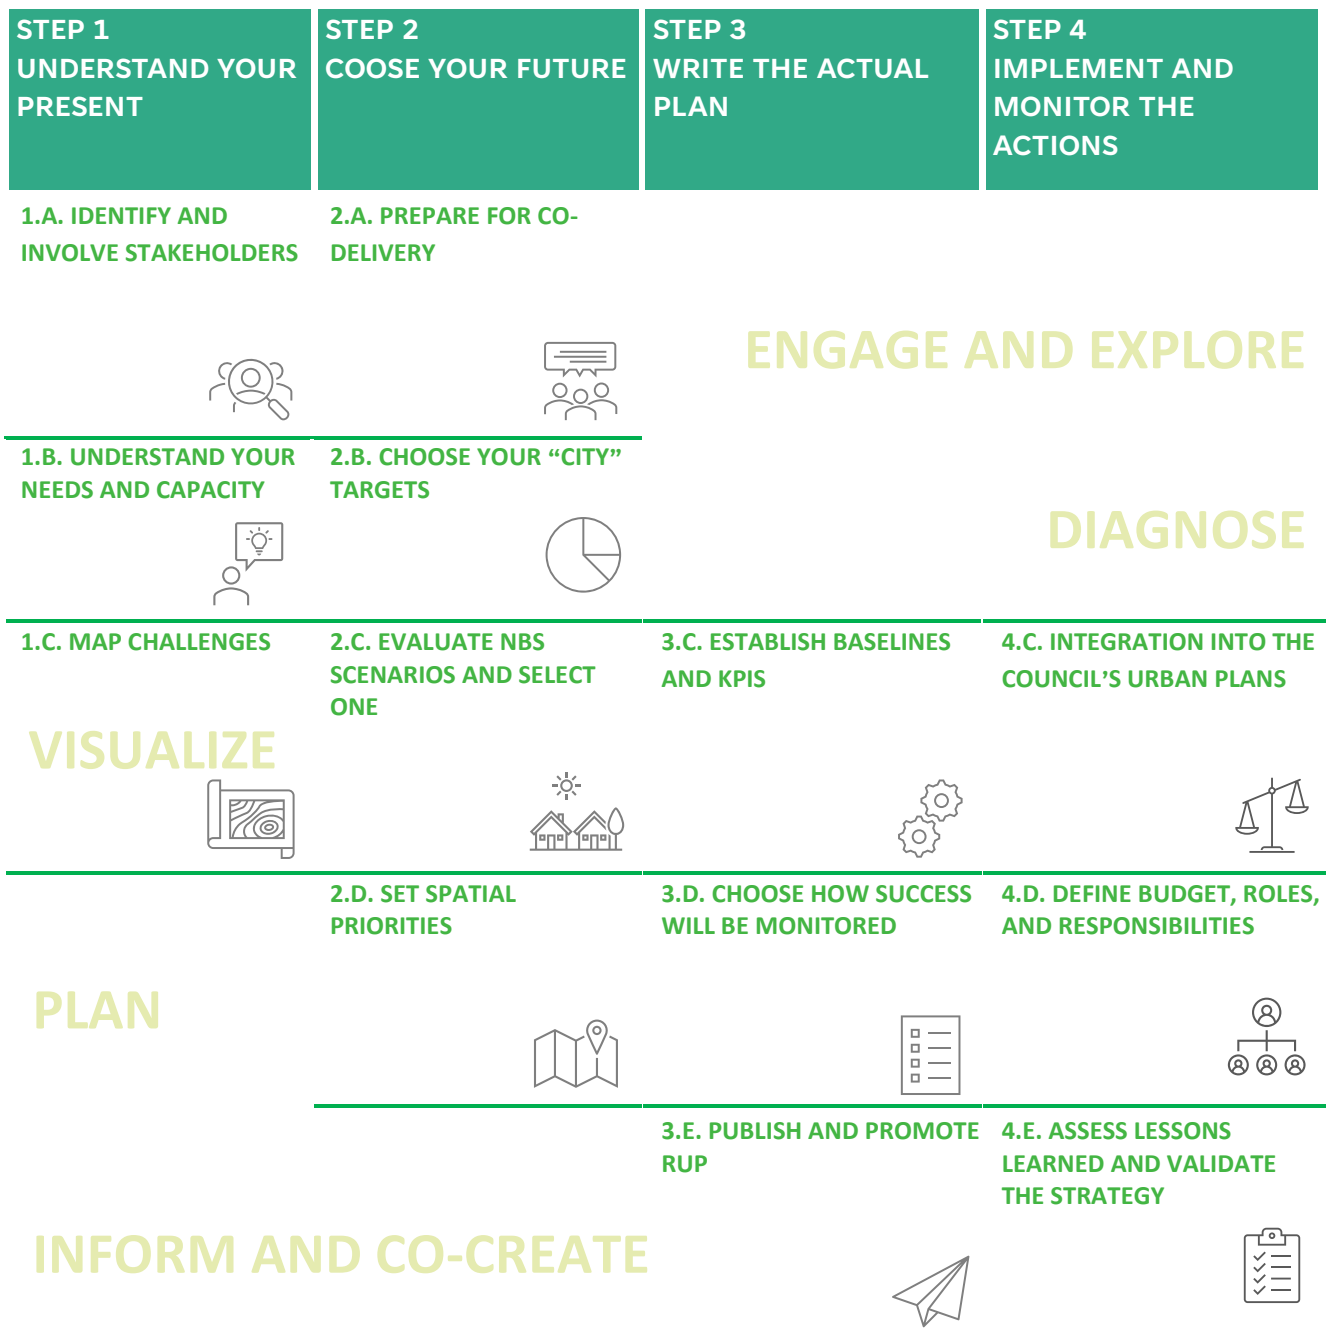 STEP 1
UNDERSTAND YOUR
PRESENT
STEP 2
COOSE YOUR FUTURE
STEP 3
WRITE THE ACTUAL
PLAN
STEP 4
IMPLEMENT AND
MONITOR THE
ACTIONS
1.A. IDENTIFY AND
INVOLVE STAKEHOLDERS
2.A. PREPARE FOR CO-
DELIVERY
ENGAGE AND EXPLORE
1.B. UNDERSTAND YOUR
NEEDS AND CAPACITY
2.B. CHOOSE YOUR “CITY”
TARGETS
DIAGNOSE
1.C. MAP CHALLENGES
2.C. EVALUATE NBS
SCENARIOS AND SELECT
ONE
3.C. ESTABLISH BASELINES
AND KPIS
4.C. INTEGRATION INTO THE
COUNCIL’S URBAN PLANS
VISUALIZE
2.D. SET SPATIAL
PRIORITIES
3.D. CHOOSE HOW SUCCESS
WILL BE MONITORED
4.D. DEFINE BUDGET, ROLES,
AND RESPONSIBILITIES
PLAN
3.E. PUBLISH AND PROMOTE
RUP
4.E. ASSESS LESSONS
LEARNED AND VALIDATE
THE STRATEGY
INFORM AND CO-CREATE